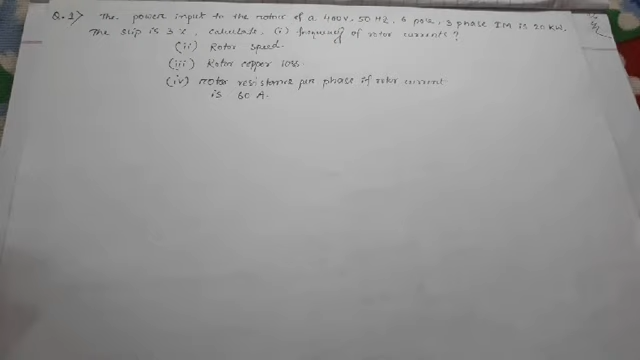 Q.2) The power input to the rotor of a 400V, 50 Hz, 6 pole, 3 phase IM is 20 KW.
The slip is 3 %. Calculate. (i) frequency of rotor currents?
(ii) Rotor speed.
(iii) Rotor copper loss.
(iv) rotor resistance per phase if rotor current
is 60 A.